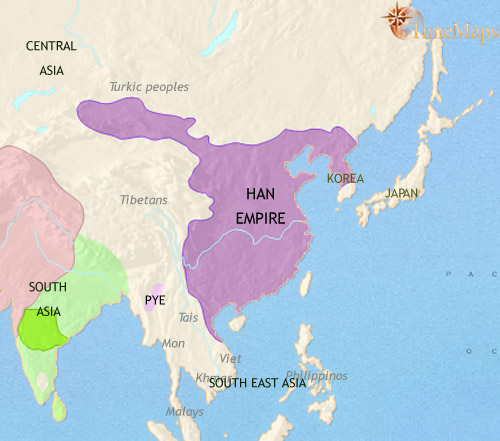 TimeMaps
CENTRAL
ASIA
Turkic peoples
KOREA
JAPAN
Tibetans
HAN
EMPIRE
P A C
SOUTH
ASIA
PYE
Tais
Mon
O C
Viet
Khmer
SOUTH EAST ASIA
Philippinos
Malays